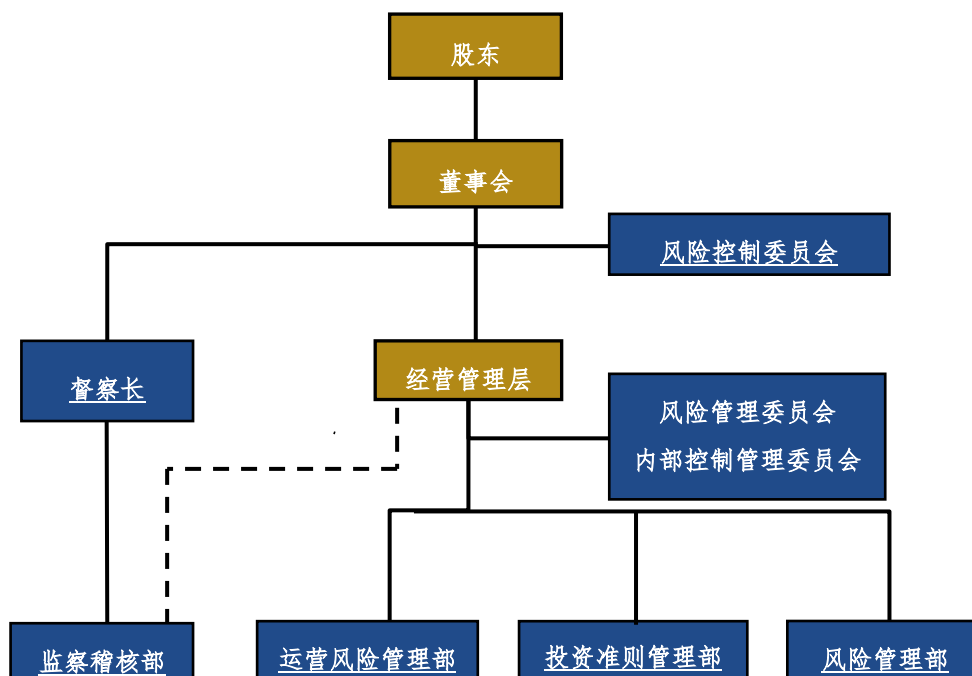 股东
董事会
风险控制委员会
督察长
经营管理层
风险管理委员会
内部控制管理委员会
监察稽核部
运营风险管理部
投资准则管理部
风险管理部